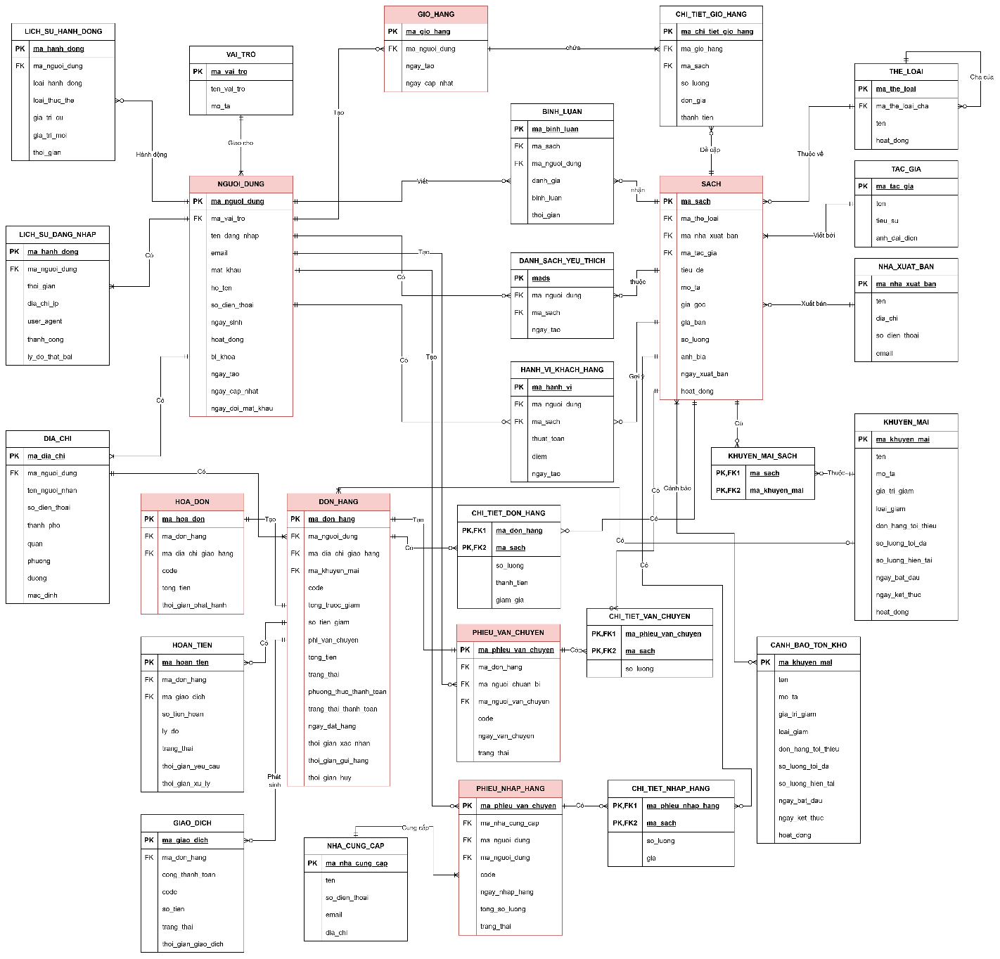 LICH_SU_HANH_DONG
PK ma_hanh_dong
FK ma_nguoi_dung
loai_hanh_dong
loai_thuc_the
gia_tri_cu
gia_tri_moi
thoi_gian
VAI_TRO
PK ma_vai_tro
ten_vai_tro
mo_ta
GIO_HANG
PK ma_gio_hang
FK ma_nguoi_dung
ngay_tao
ngay_cap_nhat
CHI_TIET_GIO_HANG
PK ma_chi_tiet_gio_hang
FK ma_gio_hang
FK ma_sach
so_luong
don_gia
thanh_tien
chứa
THE_LOAI
PK ma_the_loai
FK ma_the_loai_cha
ten
hoat_dong
Cha của
Tạo
Giao cho
Hành động
BINH_LUAN
PK ma_binh_luan
FK ma_sach
FK ma_nguoi_dung
danh_gia
binh_luan
thoi_gian
Đề cập
Thuộc về
TAC_GIA
PK ma_tac_gia
ten
tieu_su
anh_dai_dien
NGUOI_DUNG
PK ma_nguoi_dung
FK ma_vai_tro
ten_dang_nhap
email
mat_khau
ho_ten
so_dien_thoai
ngay_sinh
hoat_dong
bi_khoa
ngay_tao
ngay_cap_nhat
ngay_doi_mat_khau
Viết
nhận
SACH
PK ma_sach
FK ma_the_loai
FK ma_nha_xuat_ban
FK ma_tac_gia
tieu_de
mo_ta
gia_goc
gia_ban
so_luong
anh_bia
ngay_xuat_ban
hoat_dong
Viết bởi
LICH_SU_DANG_NHAP
PK ma_hanh_dong
FK ma_nguoi_dung
thoi_gian
dia_chi_ip
user_agent
thanh_cong
ly_do_that_bai
Có
Tạo
Có
DANH_SACH_YEU_THICH
PK mads
FK ma_nguoi_dung
FK ma_sach
ngay_tao
thuộc
NHA_XUAT_BAN
PK ma_nha_xuat_ban
ten
dia_chi
so_dien_thoai
email
Xuất bản
Tạo
Có
HANH_VI_KHACH_HANG
PK ma_hanh_vi
FK ma_nguoi_dung
FK ma_sach
thuat_toan
diem
ngay_tao
Gợi ý
Có
DIA_CHI
PK ma_dia_chi
FK ma_nguoi_dung
ten_nguoi_nhan
so_dien_thoai
thanh_pho
quan
phuong
duong
mac_dinh
Có
Có
KHUYEN_MAI_SACH
PK,FK1 ma_sach
PK,FK2 ma_khuyen_mai
Thuộc
KHUYEN_MAI
PK ma_khuyen_mai
ten
mo_ta
gia_tri_giam
loai_giam
don_hang_toi_thieu
so_luong_toi_da
so_luong_hien_tai
ngay_bat_dau
ngay_ket_thuc
hoat_dong
Có
Cảnh báo
HOA_DON
PK ma_hoa_don
FK ma_don_hang
FK ma_dia_chi_giao_hang
code
tong_tien
thoi_gian_phat_hanh
Tạo
DON_HANG
PK ma_don_hang
FK ma_nguoi_dung
FK ma_dia_chi_giao_hang
FK ma_khuyen_mai
code
tong_truoc_giam
so_tien_giam
phi_van_chuyen
tong_tien
trang_thai
phuong_thuc_thanh_toan
trang_thai_thanh_toan
ngay_dat_hang
thoi_gian_xac_nhan
thoi_gian_gui_hang
thoi_gian_huy
Tạo
Có
CHI_TIET_DON_HANG
PK,FK1 ma_don_hang
PK,FK2 ma_sach
so_luong
thanh_tien
giam_gia
Có
Có
Có
HOAN_TIEN
PK ma_hoan_tien
FK ma_don_hang
FK ma_giao_dich
so_tien_hoan
ly_do
trang_thai
thoi_gian_yeu_cau
thoi_gian_xu_ly
Có
PHIEU_VAN_CHUYEN
PK ma_phieu_van_chuyen
FK ma_don_hang
FK ma_nguoi_chuan_bi
FK ma_nguoi_van_chuyen
code
ngay_van_chuyen
trang_thai
Có
CHI_TIET_VAN_CHUYEN
PK,FK1 ma_phieu_van_chuyen
PK,FK2 ma_sach
so_luong
CANH_BAO_TON_KHO
PK ma_khuyen_mai
ten
mo_ta
gia_tri_giam
loai_giam
don_hang_toi_thieu
so_luong_toi_da
so_luong_hien_tai
ngay_bat_dau
ngay_ket_thuc
hoat_dong
Phát
sinh
GIAO_DICH
PK ma_giao_dich
FK ma_don_hang
cong_thanh_toan
code
so_tien
trang_thai
thoi_gian_giao_dich
NHA_CUNG_CAP
PK ma_nha_cung_cap
ten
so_dien_thoai
email
dia_chi
Cung cấp
PHIEU_NHAP_HANG
PK ma_phieu_van_chuyen
FK ma_nha_cung_cap
FK ma_nguoi_dung
FK ma_nguoi_dung
code
ngay_nhap_hang
tong_so_luong
trang_thai
Có
CHI_TIET_NHAP_HANG
PK,FK1 ma_phieu_nhap_hang
PK,FK2 ma_sach
so_luong
gia